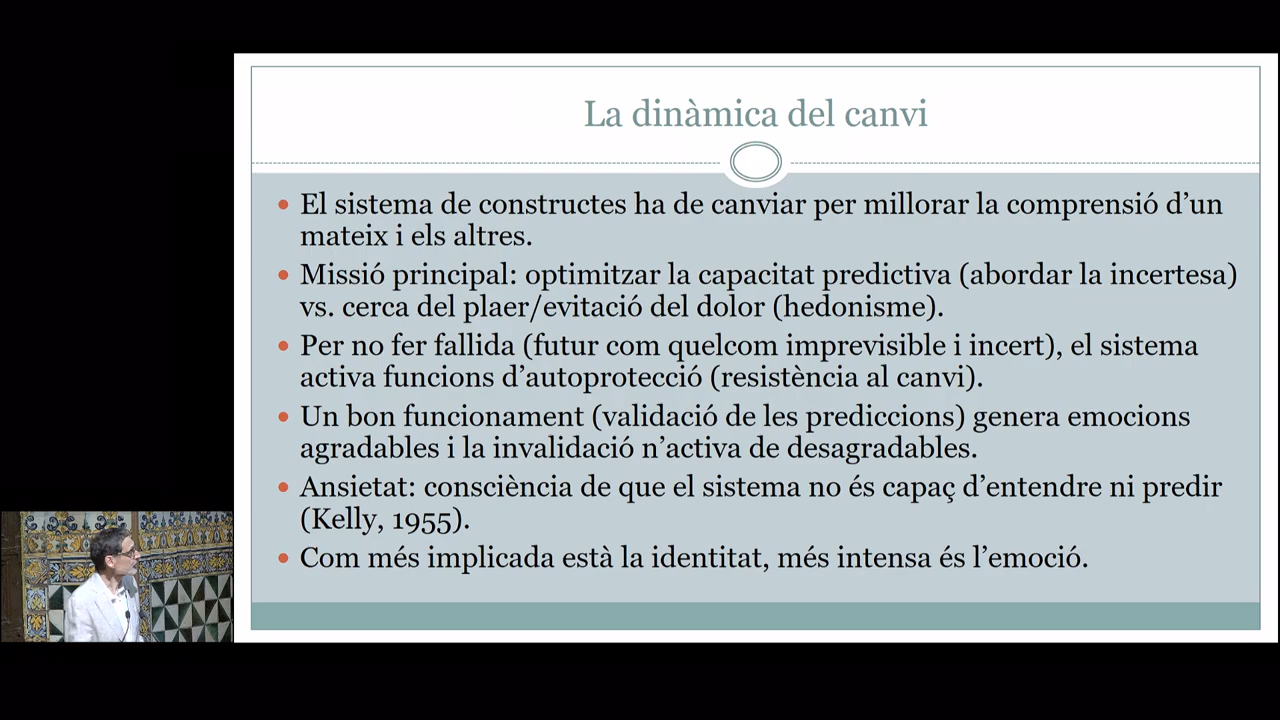 La dinàmica del canvi
El sistema de constructes ha de canviar per millorar la comprensió d’un
mateix i els altres.
Missió principal: optimitzar la capacitat predictiva (abordar la incertesa)
vs. cerca del plaer/evitació del dolor (hedonisme).
Per no fer fallida (futur com quelcom imprevisible i incert), el sistema
activa funcions d’autoprotecció (resistència al canvi).
Un bon funcionament (validació de les prediccions) genera emocions
agradables i la invalidació n’activa de desagradables.
Ansietat: consciència de que el sistema no és capaç d’entendre ni predir
(Kelly, 1955).
Com més implicada està la identitat, més intensa és l’emoció.